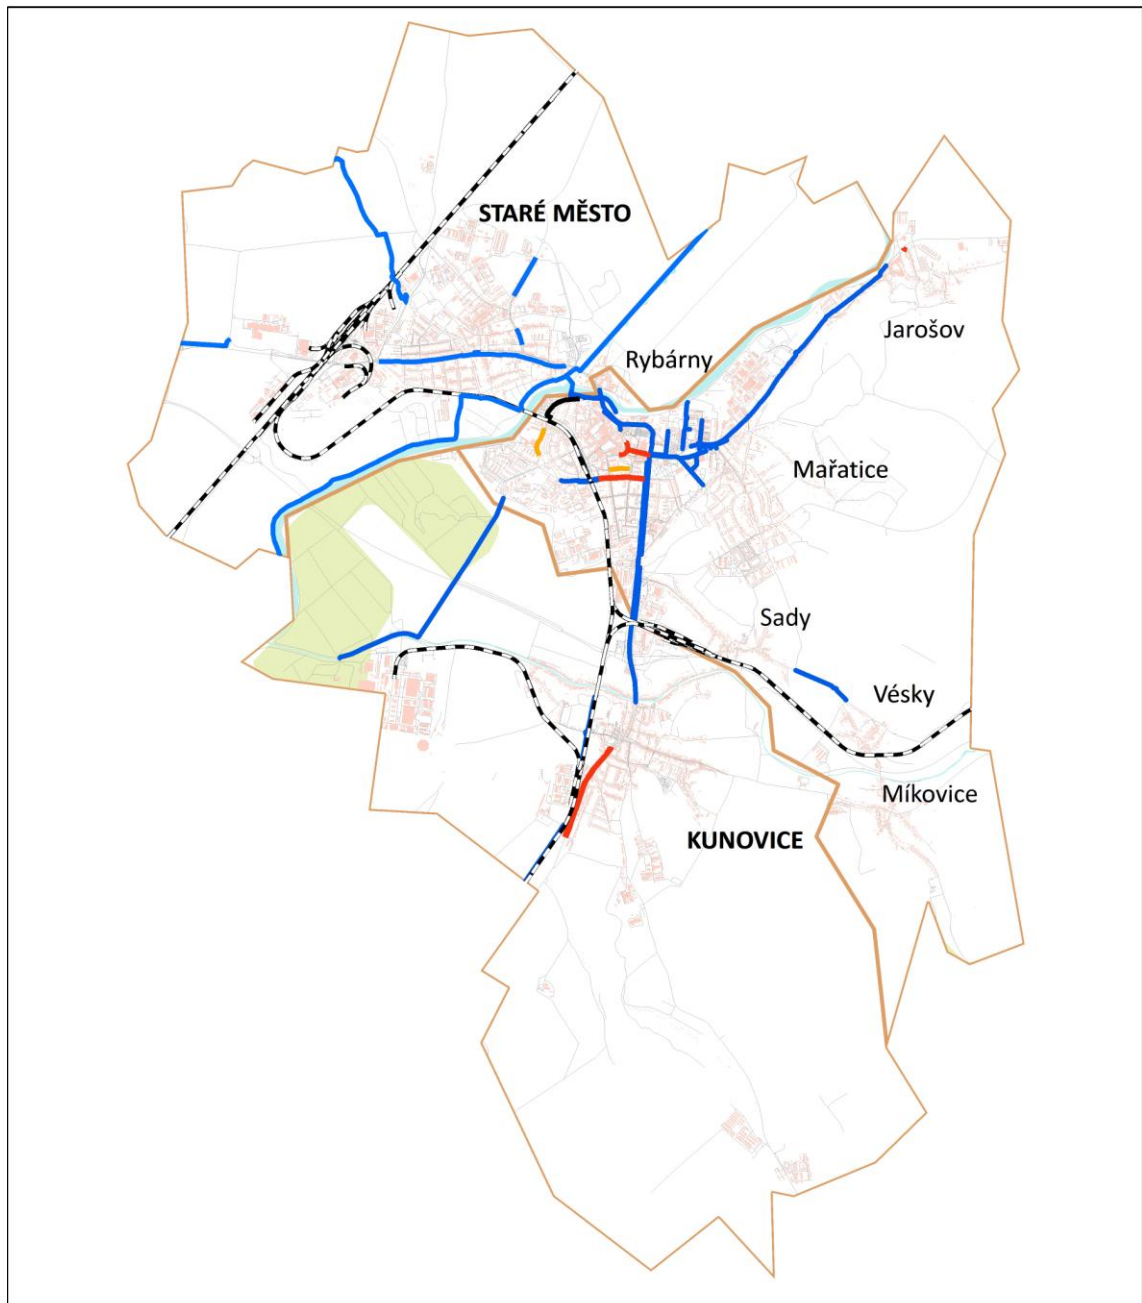 STARÉ MĚSTO
Jarošov
Rybárny
Mařatice
Sady
Vésky
Míkovice
KUNOVICE